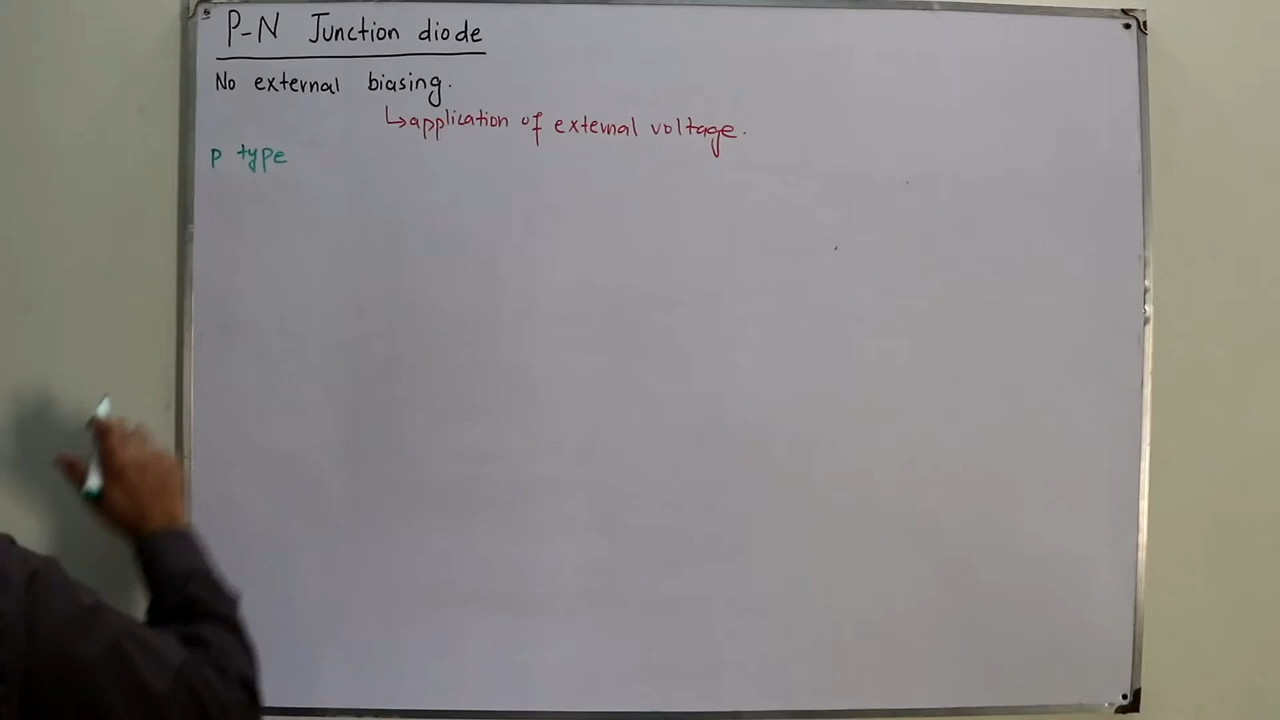 P-N Junction diode
No external biasing.
↳application of external voltage.
P type